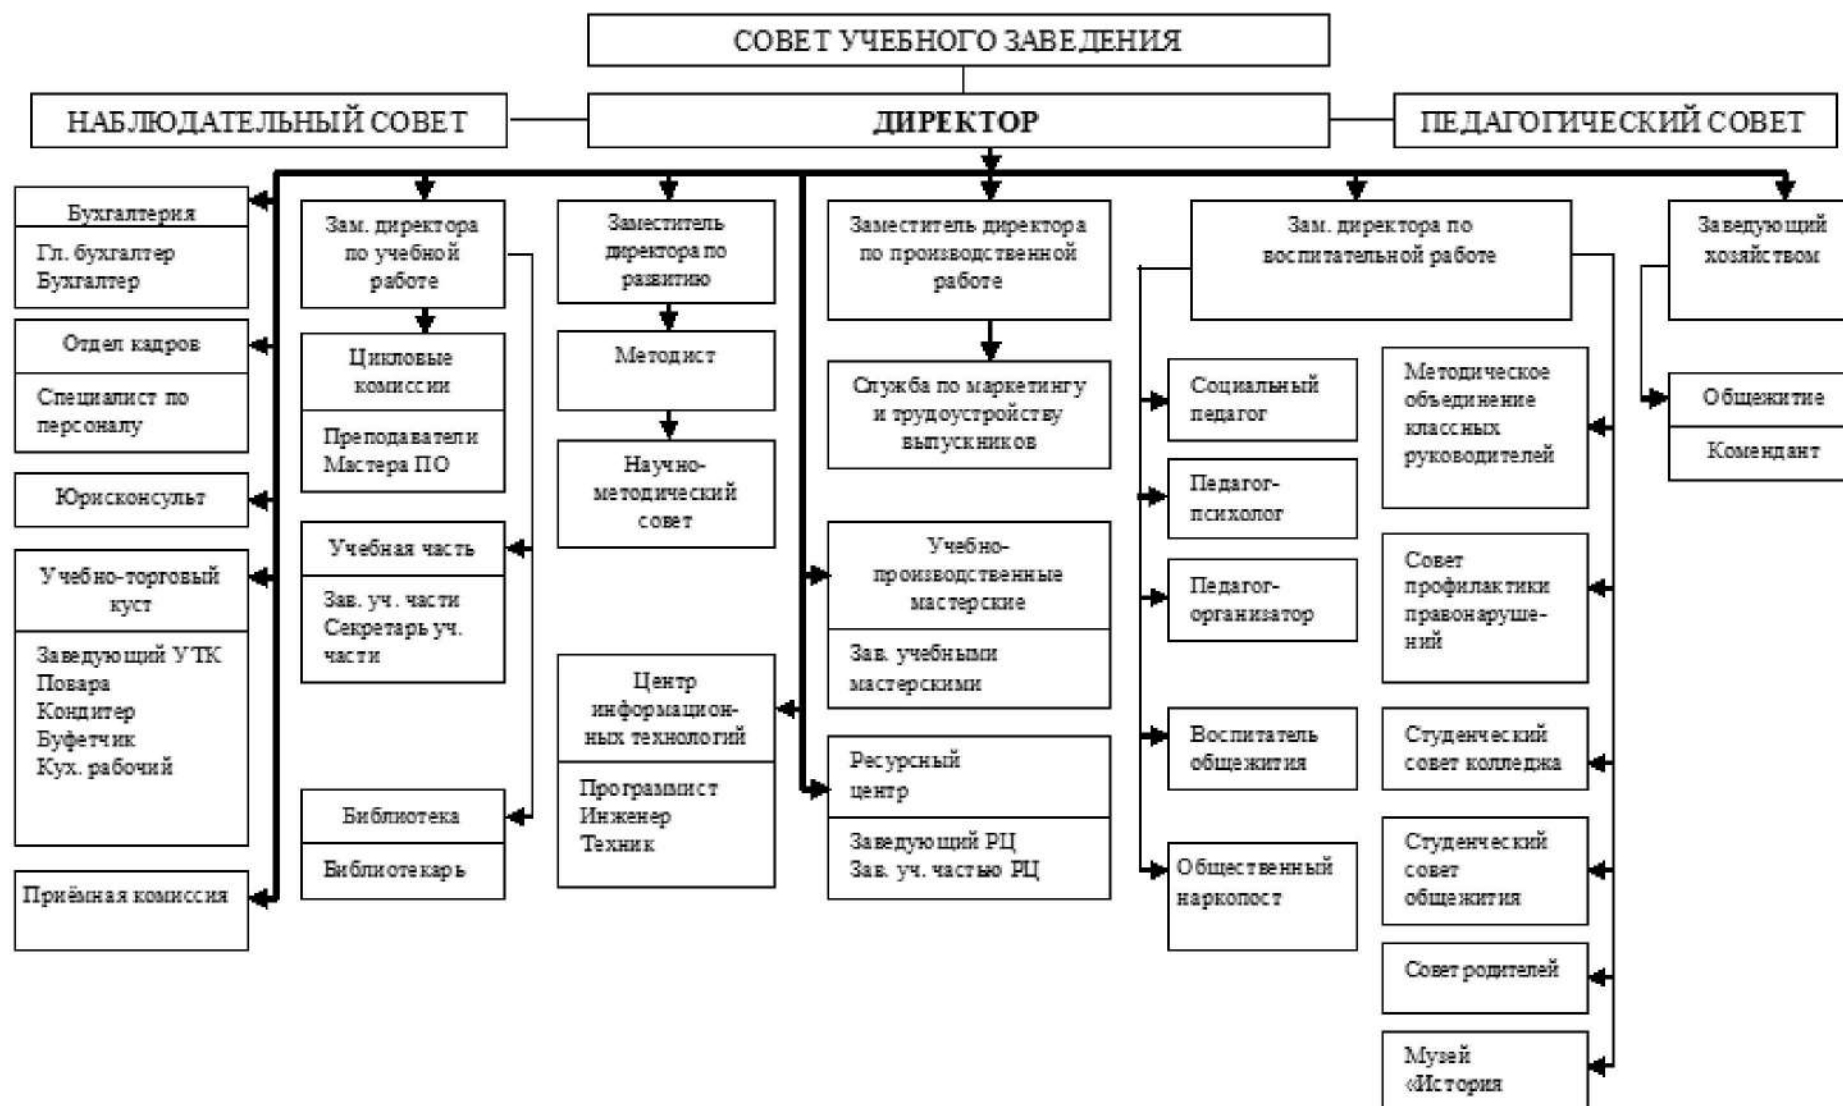 СОВЕТ УЧЕБНОГО ЗАВЕДЕНИЯ
НАБЛЮДАТЕЛЬНЫЙ СОВЕТ
ДИРЕКТОР
ПЕДАГОГИЧЕСКИЙ СОВЕТ
Бухгалтерия
Гл. бухгалтер
Бухгалтер
Отдел кадров
Специалист по
персоналу
Юрисконсульт
Учебно-торговый
куст
Заведующий УТК
Повара
Кондитер
Буфетчик
Кух. рабочий
Приёмная комиссия
Зам. директора
по учебной
работе
Цикловые
комиссии
Преподаватели
Мастера ПО
Учебная часть
Зав. уч. части
Секретарь уч.
части
Библиотека
Библиотекарь
Заместитель
директора по
развитию
Методист
Научно-
методический
совет
Центр
информацион-
ных технологий
Программист
Инженер
Техник
Заместитель директора
по производственной
работе
Служба по маркетингу
и трудоустройству
выпускников
Учебно-
производственные
мастерские
Зав. учебными
мастерскими
Ресурсный
центр
Заведующий РЦ
Зав. уч. частью РЦ
Зам. директора по
воспитательной работе
Социальный
педагог
Педагог-
психолог
Педагог-
организатор
Воспитатель
общежития
Общественный
наркопост
Методическое
объединение
классных
руководителей
Совет
профилактики
правонаруше-
ний
Студенческий
совет колледжа
Студенческий
совет
общежития
Совет родителей
Музей
«История
Заведующий
хозяйством
Общежитие
Комендант